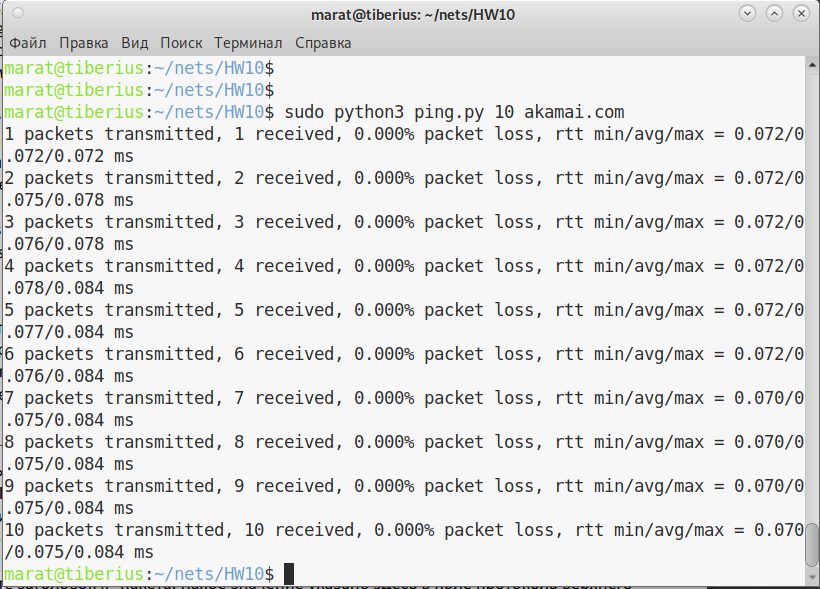 marat@tiberius: ~/nets/HW10
Файл Правка Вид Поиск Терминал Справка
marat@tiberius:~/nets/HW10$
marat@tiberius:~/nets/HW10$
marat@tiberius:~/nets/HW10$ sudo python3 ping.py 10 akamai.com
1 packets transmitted, 1 received, 0.000% packet loss, rtt min/avg/max = 0.072/0
.072/0.072 ms
2 packets transmitted, 2 received, 0.000% packet loss, rtt min/avg/max = 0.072/0
.075/0.078 ms
3 packets transmitted, 3 received, 0.000% packet loss, rtt min/avg/max = 0.072/0
.076/0.078 ms
4 packets transmitted, 4 received, 0.000% packet loss, rtt min/avg/max = 0.072/0
.078/0.084 ms
5 packets transmitted, 5 received, 0.000% packet loss, rtt min/avg/max = 0.072/0
.077/0.084 ms
6 packets transmitted, 6 received, 0.000% packet loss, rtt min/avg/max = 0.072/0
.076/0.084 ms
7 packets transmitted, 7 received, 0.000% packet loss, rtt min/avg/max = 0.070/0
.075/0.084 ms
8 packets transmitted, 8 received, 0.000% packet loss, rtt min/avg/max = 0.070/0
.075/0.084 ms
9 packets transmitted, 9 received, 0.000% packet loss, rtt min/avg/max = 0.070/0
.075/0.084 ms
10 packets transmitted, 10 received, 0.000% packet loss, rtt min/avg/max = 0.070
/0.075/0.084 ms
marat@tiberius:~/nets/HW10$